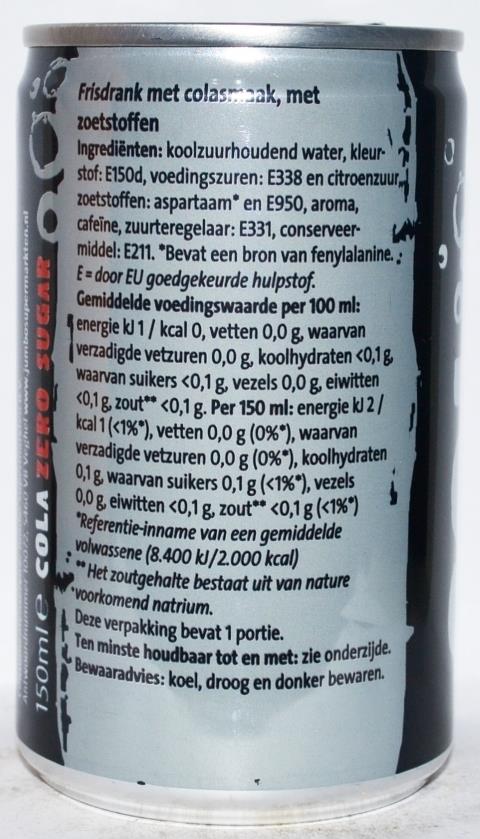 Frisdrank met colasmaak, met
zoetstoffen
Ingrediënten: koolzuurhoudend water, kleur-
stof: E150d, voedingszuren: E338 en citroenzuur,
zoetstoffen: aspartaam* en E950, aroma,
cafeïne, zuurteregelaar: E331, conserveer-
middel: E211. *Bevat een bron van fenylalanine.
E = door EU goedgekeurde hulpstof.
Gemiddelde voedingswaarde per 100 ml:
energie kJ 1 / kcal 0, vetten 0,0 g, waarvan
verzadigde vetzuren 0,0 g, koolhydraten <0,1 g,
waarvan suikers <0,1 g, vezels 0,0 g, eiwitten
<0,1 g, zout** <0,1 g. Per 150 ml: energie kJ 2 /
kcal 1 (<1%*), vetten 0,0 g (0%*), waarvan
verzadigde vetzuren 0,0 g (0%*), koolhydraten
0,1 g, waarvan suikers 0,1 g (<1%*), vezels
0,0 g, eiwitten <0,1 g, zout** <0,1 g (<1%*)
*Referentie-inname van een gemiddelde
volwassene (8.400 kJ/2.000 kcal)
**Het zoutgehalte bestaat uit van nature
voorkomend natrium.
Deze verpakking bevat 1 portie.
Ten minste houdbaar tot en met: zie onderzijde.
Bewaaradvies: koel, droog en donker bewaren.
150ml e COLA ZERO SUGAR
Antwoordnummer 10072, 5460 VB Veghel www.jumbosupermarkten.nl